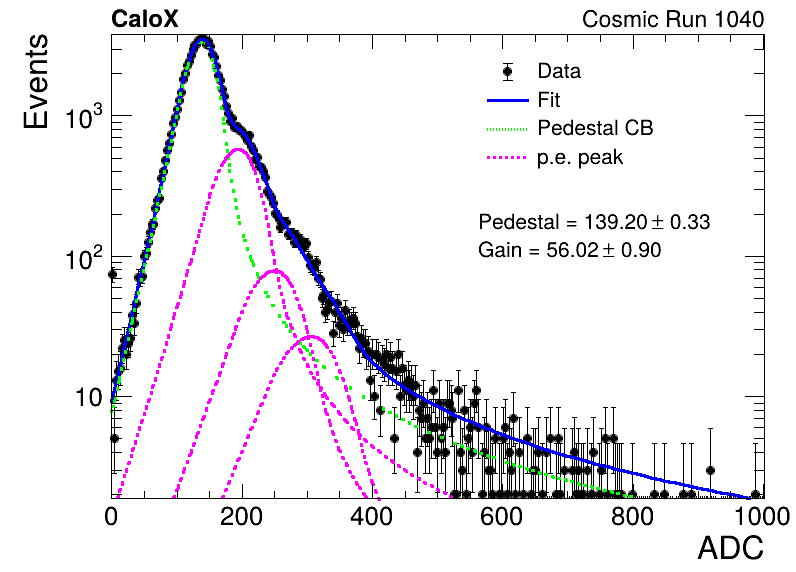 CaloX Cosmic Run 1040
Events
Data
Fit
Pedestal CB
p.e. peak
Pedestal = 139.20 ± 0.33
Gain = 56.02 ± 0.90
10³
10²
10
0 200 400 600 800 1000
ADC